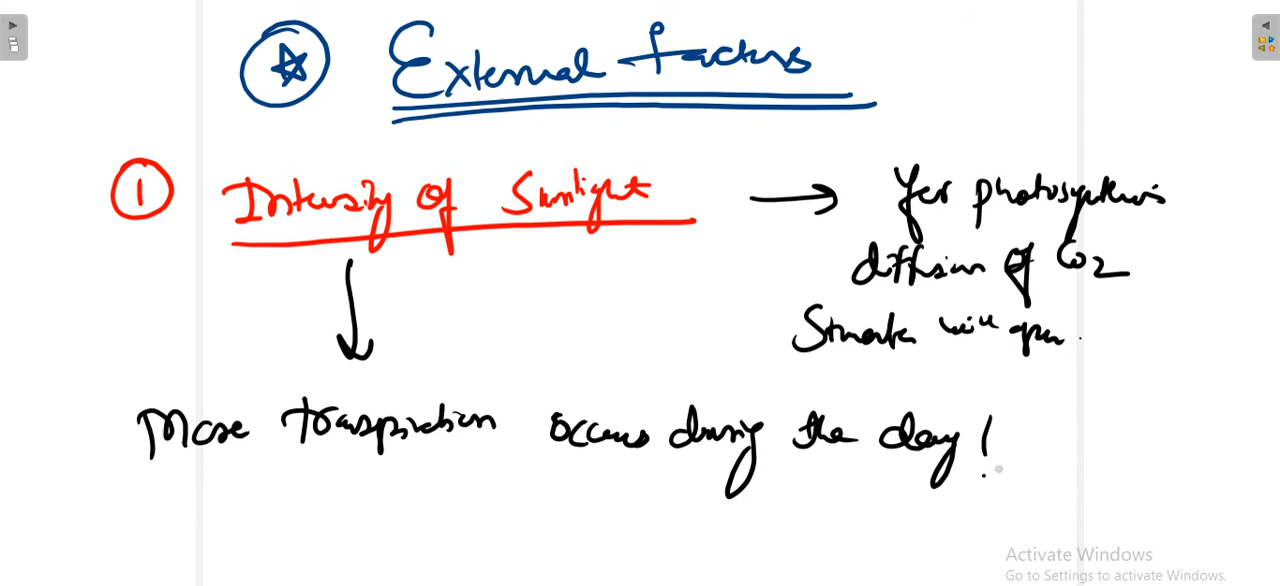 External factors
① Intensity of Sunlight → for photosynthesis
diffusion of CO2
Stomata will open.
More transpiration occurs during the day!
Activate Windows
Go to Settings to activate Windows.